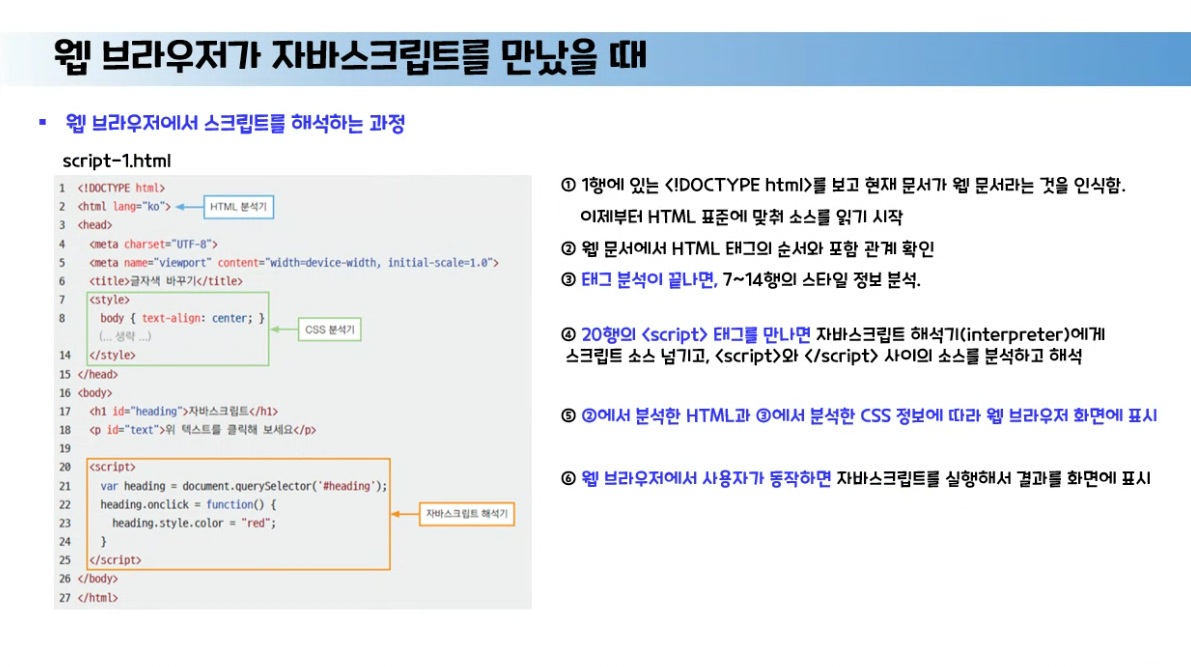 웹 브라우저가 자바스크립트를 만났을 때
▪ 웹 브라우저에서 스크립트를 해석하는 과정
script-1.html
1 <!DOCTYPE html>
2 <html lang="ko"> HTML 분석기
3 <head>
4 <meta charset="UTF-8">
5 <meta name="viewport" content="width=device-width, initial-scale=1.0">
6 <title>글자색 바꾸기</title>
7 <style>
8 body { text-align: center; }
(... 생략 ...)
CSS 분석기
14 </style>
15 </head>
16 <body>
17 <h1 id="heading">자바스크립트</h1>
18 <p id="text">위 텍스트를 클릭해 보세요</p>
19
20 <script>
21 var heading = document.querySelector('#heading');
22 heading.onclick = function() {
23 heading.style.color = "red";
자바스크립트 해석기
24 }
25 </script>
26 </body>
27 </html>
① 1행에 있는 <!DOCTYPE html>를 보고 현재 문서가 웹 문서라는 것을 인식함.
이제부터 HTML 표준에 맞춰 소스를 읽기 시작
② 웹 문서에서 HTML 태그의 순서와 포함 관계 확인
③ 태그 분석이 끝나면, 7~14행의 스타일 정보 분석.
④ 20행의 <script> 태그를 만나면 자바스크립트 해석기(interpreter)에게
스크립트 소스 넘기고, <script>와 </script> 사이의 소스를 분석하고 해석
⑤ ②에서 분석한 HTML과 ③에서 분석한 CSS 정보에 따라 웹 브라우저 화면에 표시
⑥ 웹 브라우저에서 사용자가 동작하면 자바스크립트를 실행해서 결과를 화면에 표시